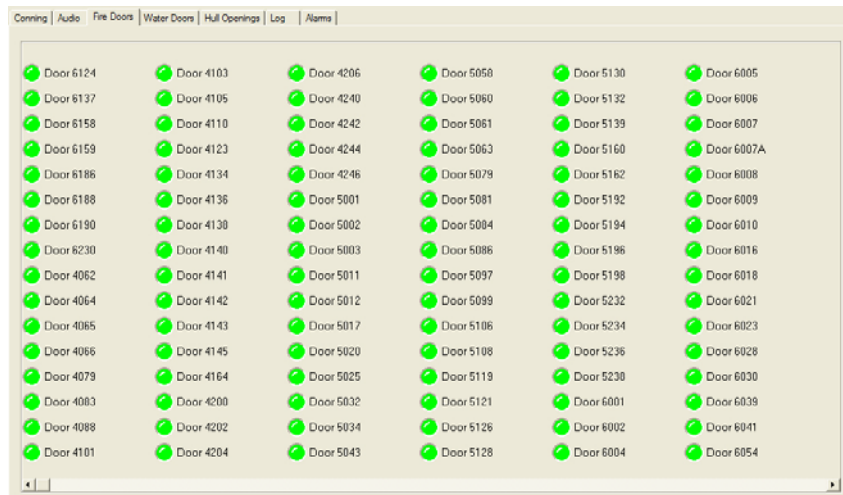 Conning Audio Fire Doors Water Doors Hull Openings Log Alarms
Door 6124 Door 4103 Door 4206 Door 5058 Door 5130 Door 6005
Door 6137 Door 4105 Door 4240 Door 5060 Door 5132 Door 6006
Door 6158 Door 4110 Door 4242 Door 5061 Door 5139 Door 6007
Door 6159 Door 4123 Door 4244 Door 5063 Door 5160 Door 6007A
Door 6186 Door 4134 Door 4246 Door 5079 Door 5162 Door 6008
Door 6188 Door 4136 Door 5001 Door 5081 Door 5192 Door 6009
Door 6190 Door 4138 Door 5002 Door 5084 Door 5194 Door 6010
Door 6230 Door 4140 Door 5003 Door 5086 Door 5196 Door 6016
Door 4062 Door 4141 Door 5011 Door 5097 Door 5198 Door 6018
Door 4064 Door 4142 Door 5012 Door 5099 Door 5232 Door 6021
Door 4065 Door 4143 Door 5017 Door 5106 Door 5234 Door 6023
Door 4066 Door 4145 Door 5020 Door 5108 Door 5236 Door 6028
Door 4079 Door 4164 Door 5025 Door 5119 Door 5238 Door 6030
Door 4083 Door 4200 Door 5032 Door 5121 Door 6001 Door 6039
Door 4088 Door 4202 Door 5034 Door 5126 Door 6002 Door 6041
Door 4101 Door 4204 Door 5043 Door 5128 Door 6004 Door 6054